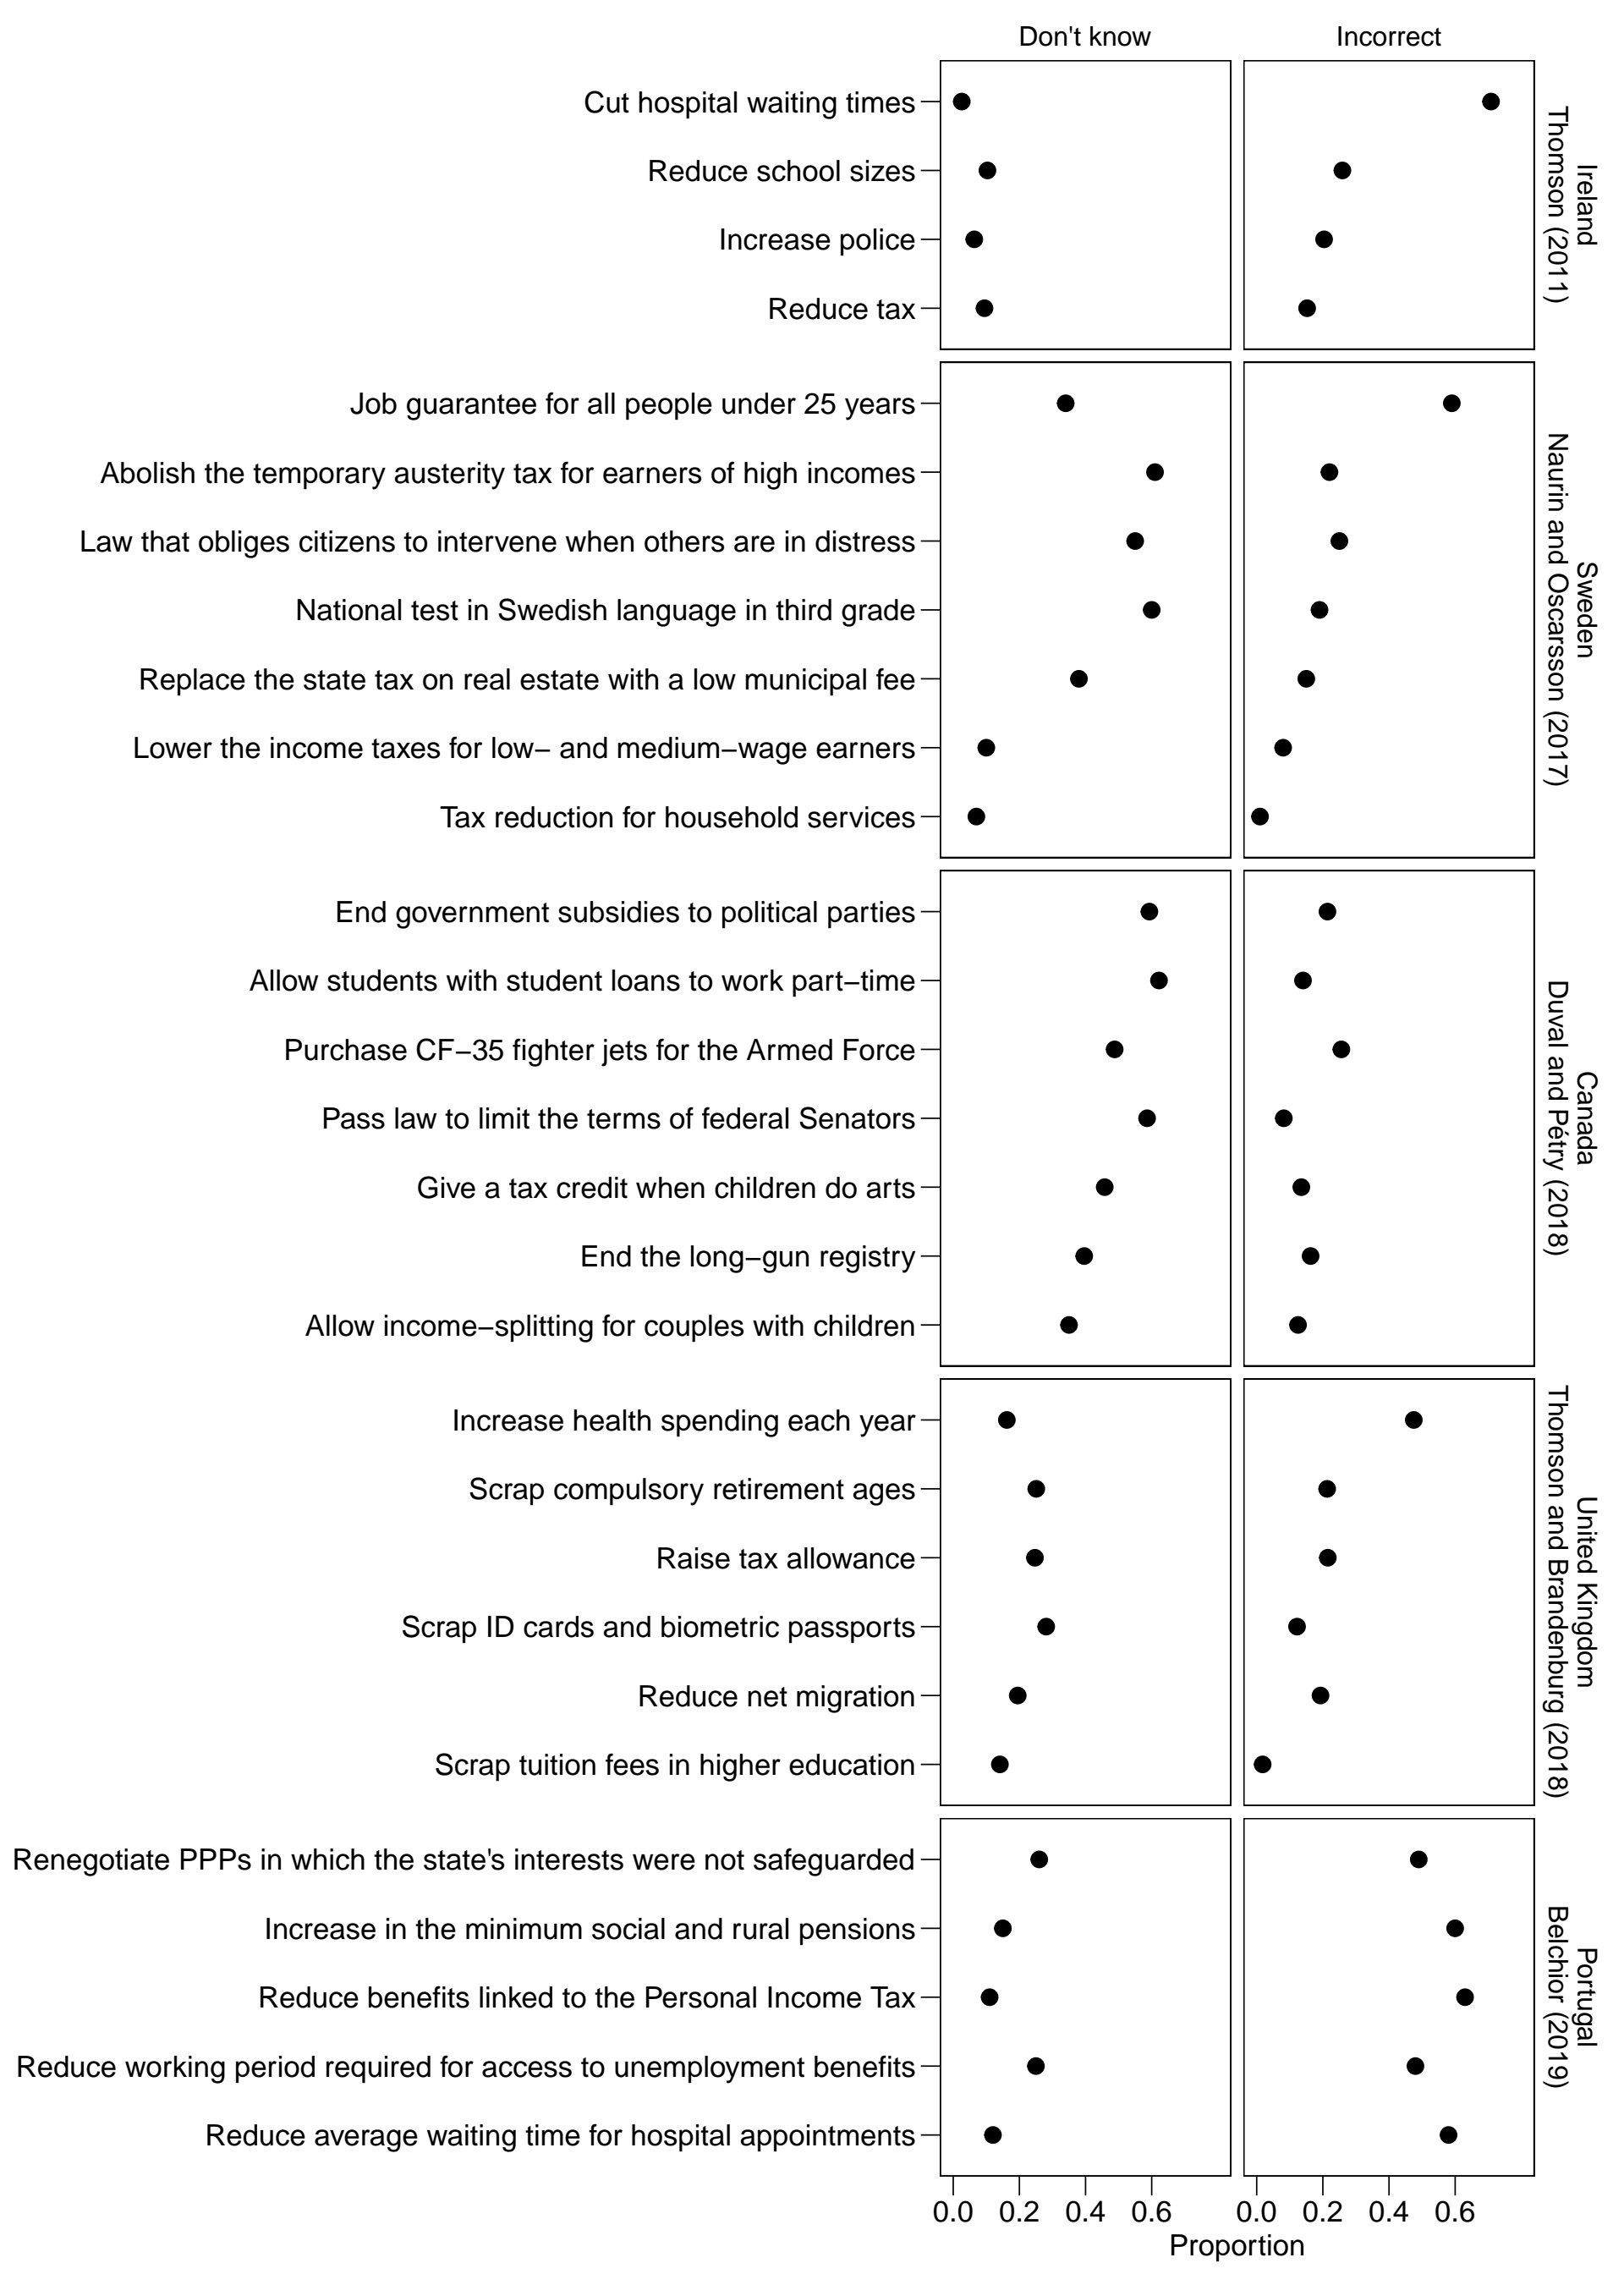 Don't know
Incorrect
Cut hospital waiting times
Reduce school sizes
Increase police
Reduce tax
Ireland
Thomson (2011)
Job guarantee for all people under 25 years
Abolish the temporary austerity tax for earners of high incomes
Law that obliges citizens to intervene when others are in distress
National test in Swedish language in third grade
Replace the state tax on real estate with a low municipal fee
Lower the income taxes for low− and medium−wage earners
Tax reduction for household services
Sweden
Naurin and Oscarsson (2017)
End government subsidies to political parties
Allow students with student loans to work part−time
Purchase CF−35 fighter jets for the Armed Force
Pass law to limit the terms of federal Senators
Give a tax credit when children do arts
End the long−gun registry
Allow income−splitting for couples with children
Canada
Duval and Pétry (2018)
Increase health spending each year
Scrap compulsory retirement ages
Raise tax allowance
Scrap ID cards and biometric passports
Reduce net migration
Scrap tuition fees in higher education
United Kingdom
Thomson and Brandenburg (2018)
Renegotiate PPPs in which the state's interests were not safeguarded
Increase in the minimum social and rural pensions
Reduce benefits linked to the Personal Income Tax
Reduce working period required for access to unemployment benefits
Reduce average waiting time for hospital appointments
Portugal
Belchior (2019)
0.0 0.2 0.4 0.6 0.0 0.2 0.4 0.6
Proportion